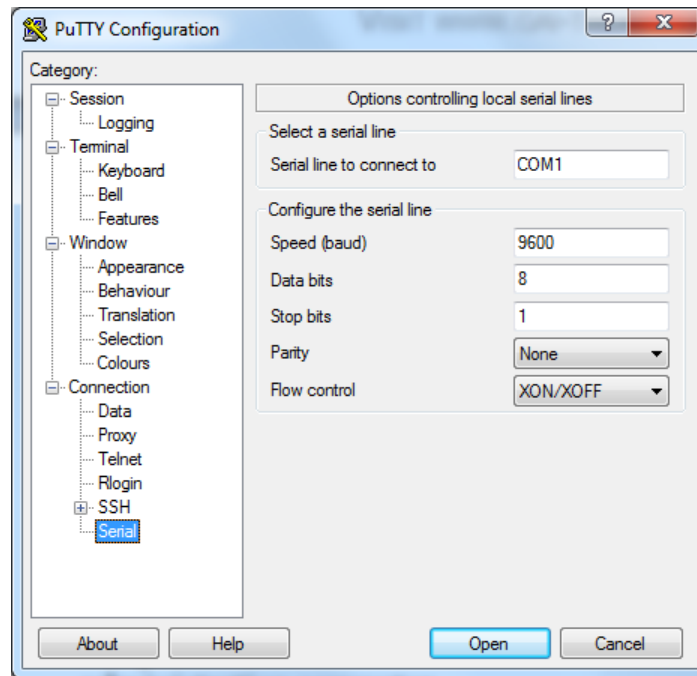 PuTTY Configuration
Category:
Session
Logging
Terminal
Keyboard
Bell
Features
Window
Appearance
Behaviour
Translation
Selection
Colours
Connection
Data
Proxy
Telnet
Rlogin
SSH
Serial
Options controlling local serial lines
Select a serial line
Serial line to connect to COM1
Configure the serial line
Speed (baud) 9600
Data bits 8
Stop bits 1
Parity None
Flow control XON/XOFF
About Help Open Cancel